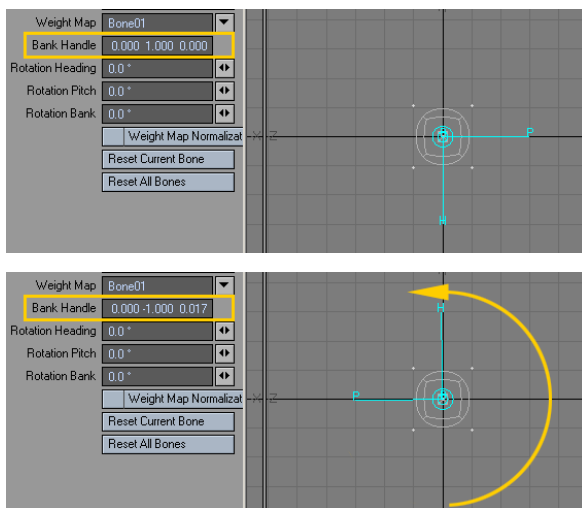 Weight Map Bone01
Bank Handle 0.000 1.000 0.000
Rotation Heading 0.0 °
Rotation Pitch 0.0 °
Rotation Bank 0.0 °
Weight Map Normalizat
Reset Current Bone
Reset All Bones
X Z
P
H
Weight Map Bone01
Bank Handle 0.000 -1.000 0.017
Rotation Heading 0.0 °
Rotation Pitch 0.0 °
Rotation Bank 0.0 °
Weight Map Normalizat
Reset Current Bone
Reset All Bones
H
P
X Z